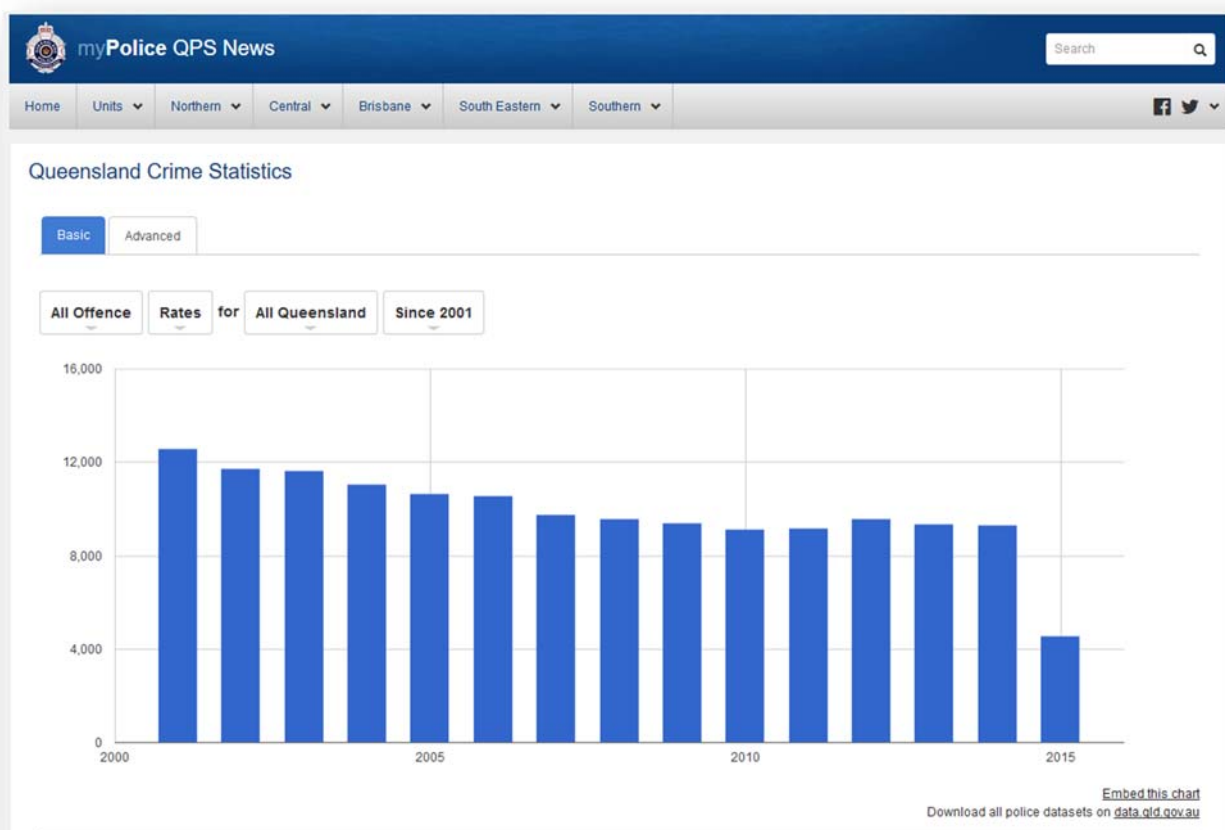 myPolice QPS News
Search
Home Units Northern Central Brisbane South Eastern Southern
Queensland Crime Statistics
Basic Advanced
All Offence Rates for All Queensland Since 2001
16,000
12,000
8,000
4,000
0
2000 2005 2010 2015
Embed this chart
Download all police datasets on data.qld.gov.au